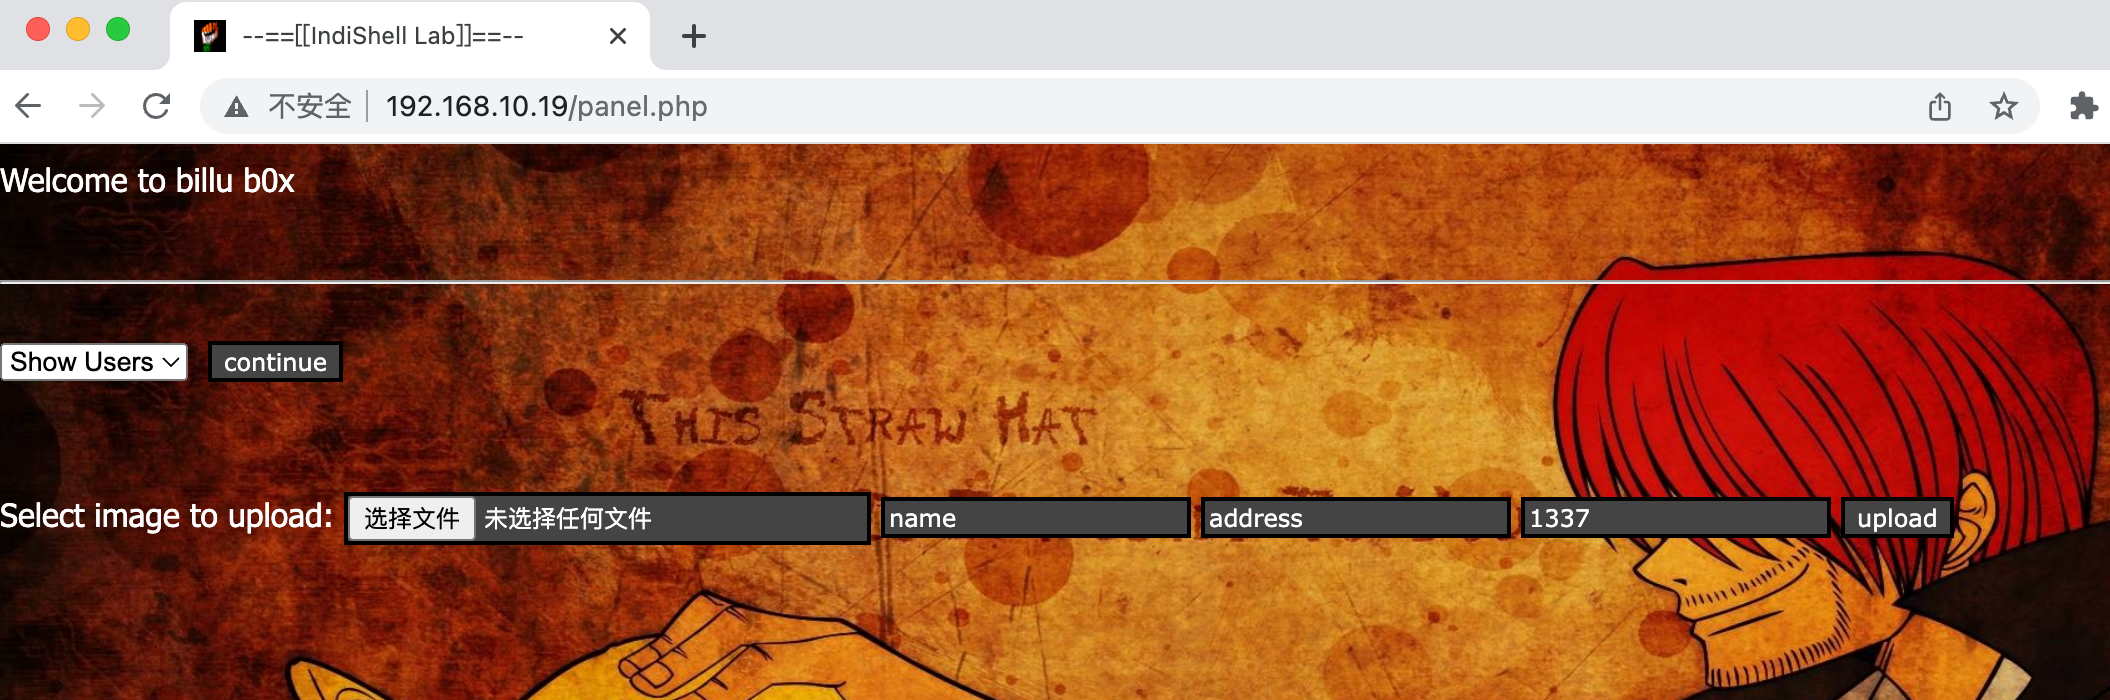 --==[[IndiShell Lab]]==--
不安全 192.168.10.19/panel.php
Welcome to billu b0x
Show Users continue
THIS STRAW HAT
Select image to upload: 选择文件 未选择任何文件 name address 1337 upload